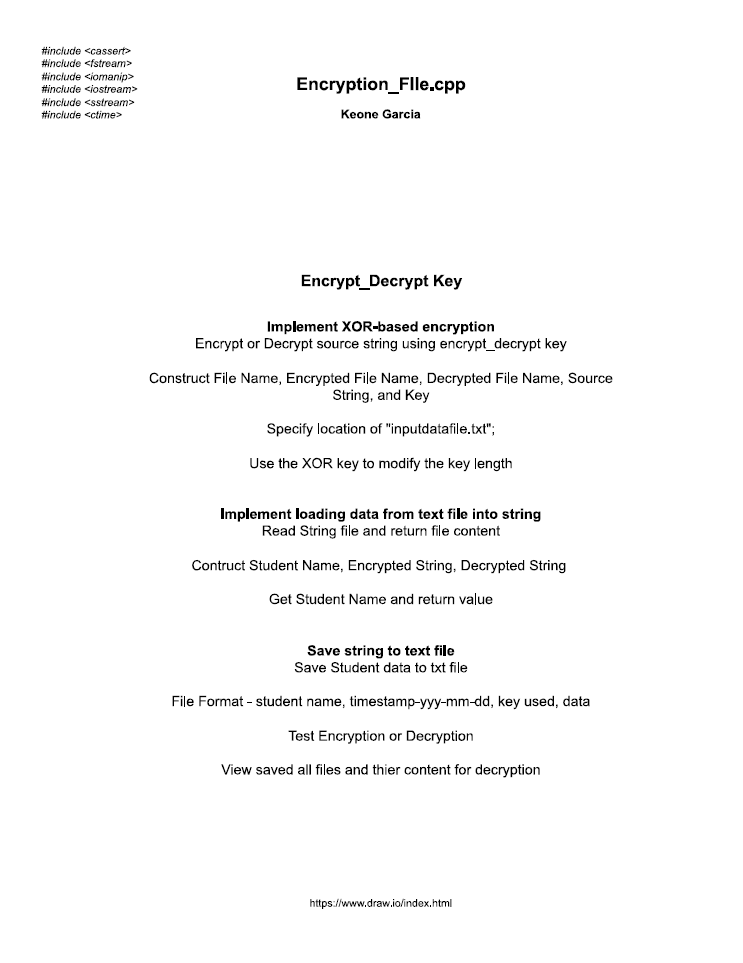 #include <cassert>
#include <fstream>
#include <iomanip>
#include <iostream>
#include <sstream>
#include <ctime>
Encryption_FIle.cpp
Keone Garcia
Encrypt_Decrypt Key
Implement XOR-based encryption
Encrypt or Decrypt source string using encrypt_decrypt key
Construct File Name, Encrypted File Name, Decrypted File Name, Source
String, and Key
Specify location of "inputdatafile.txt";
Use the XOR key to modify the key length
Implement loading data from text file into string
Read String file and return file content
Contruct Student Name, Encrypted String, Decrypted String
Get Student Name and return value
Save string to text file
Save Student data to txt file
File Format - student name, timestamp-yyy-mm-dd, key used, data
Test Encryption or Decryption
View saved all files and thier content for decryption
https://www.draw.io/index.html